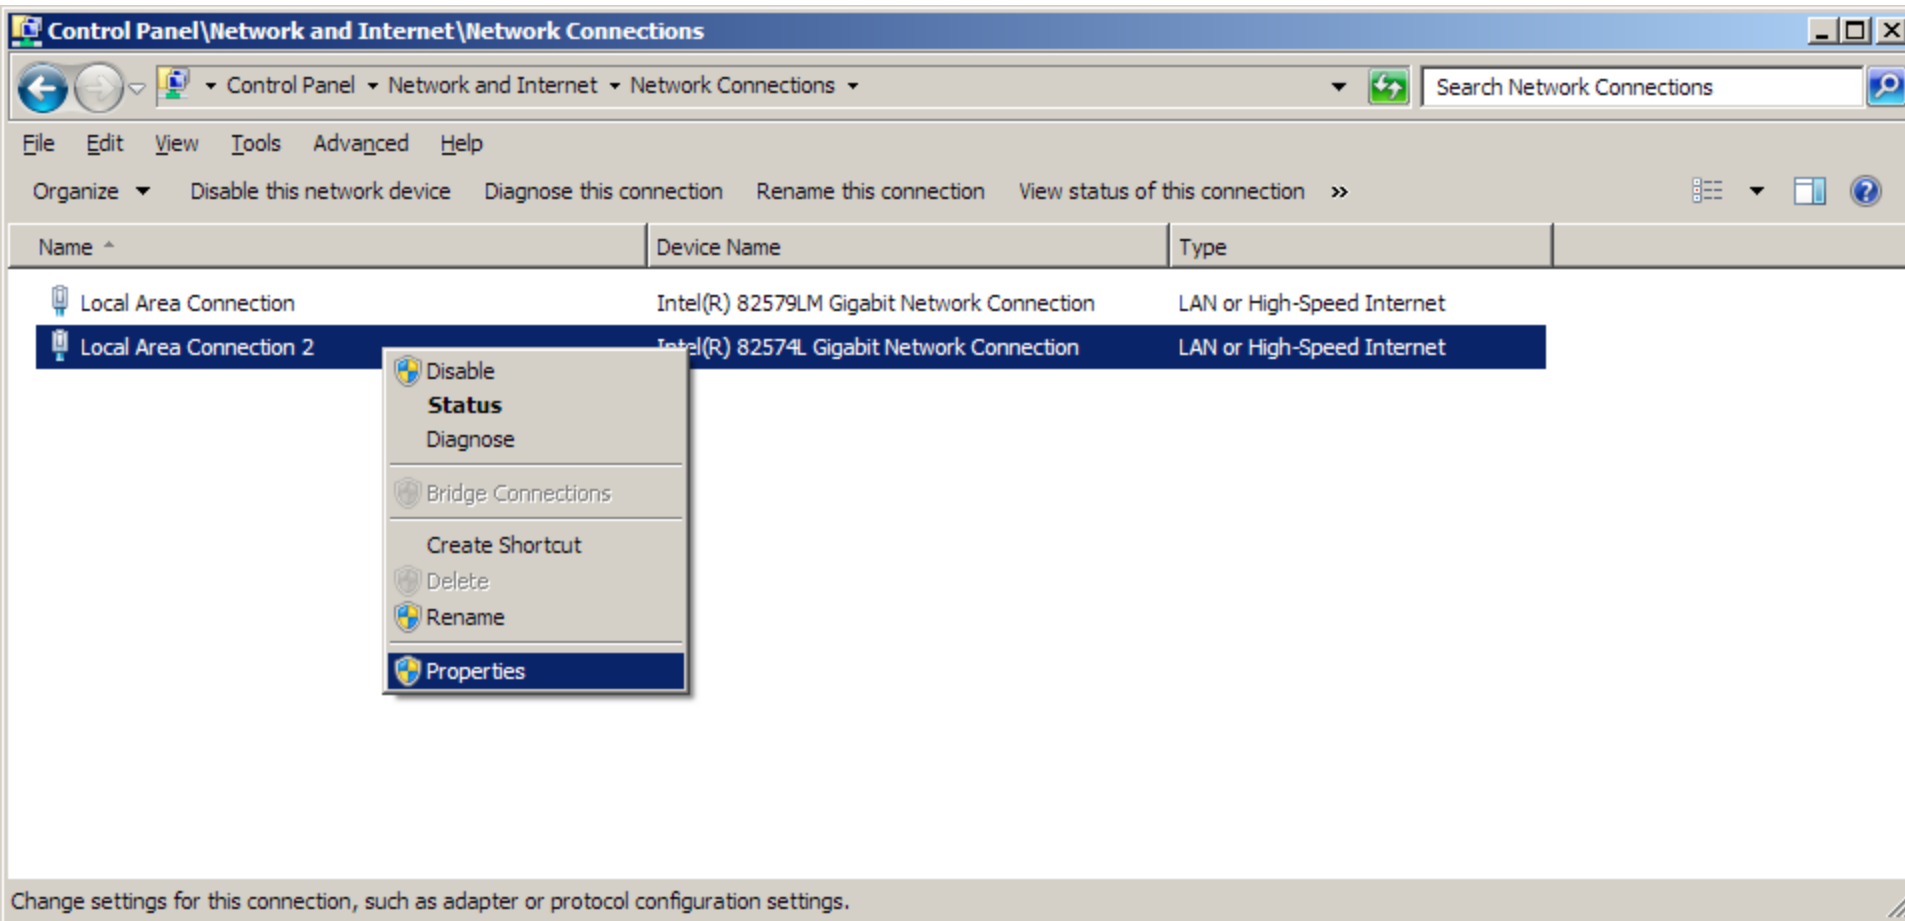 Control Panel\Network and Internet\Network Connections
Control Panel Network and Internet Network Connections Search Network Connections
File Edit View Tools Advanced Help
Organize Disable this network device Diagnose this connection Rename this connection View status of this connection »
Name Device Name Type
Local Area Connection Intel(R) 82579LM Gigabit Network Connection LAN or High-Speed Internet
Local Area Connection 2 Intel(R) 82574L Gigabit Network Connection LAN or High-Speed Internet
Disable
Status
Diagnose
Bridge Connections
Create Shortcut
Delete
Rename
Properties
Change settings for this connection, such as adapter or protocol configuration settings.